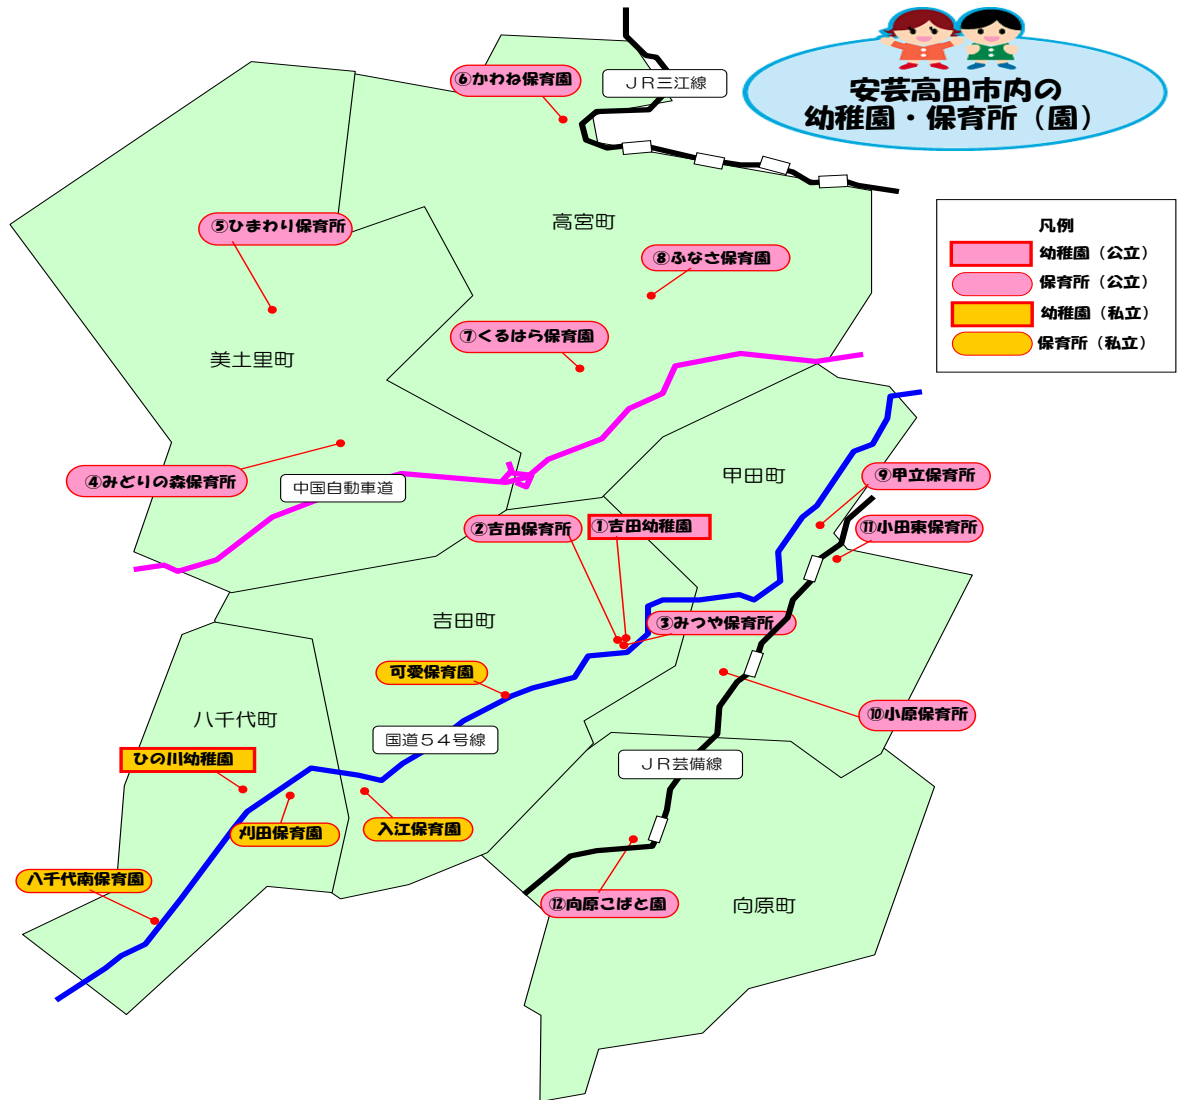 安芸高田市内の
幼稚園・保育所（園）
⑥かわね保育園
ＪＲ三江線
凡例
幼稚園（公立）
保育所（公立）
幼稚園（私立）
保育所（私立）
⑤ひまわり保育所
高宮町
⑧ふなさ保育園
⑦くるはら保育園
美土里町
④みどりの森保育所
中国自動車道
甲田町
⑨甲立保育所
②吉田保育所
①吉田幼稚園
⑪小田東保育所
吉田町
③みつや保育所
可愛保育園
⑩小原保育所
八千代町
国道５４号線
ひの川幼稚園
ＪＲ芸備線
刈田保育園
入江保育園
八千代南保育園
⑫向原こばと園
向原町